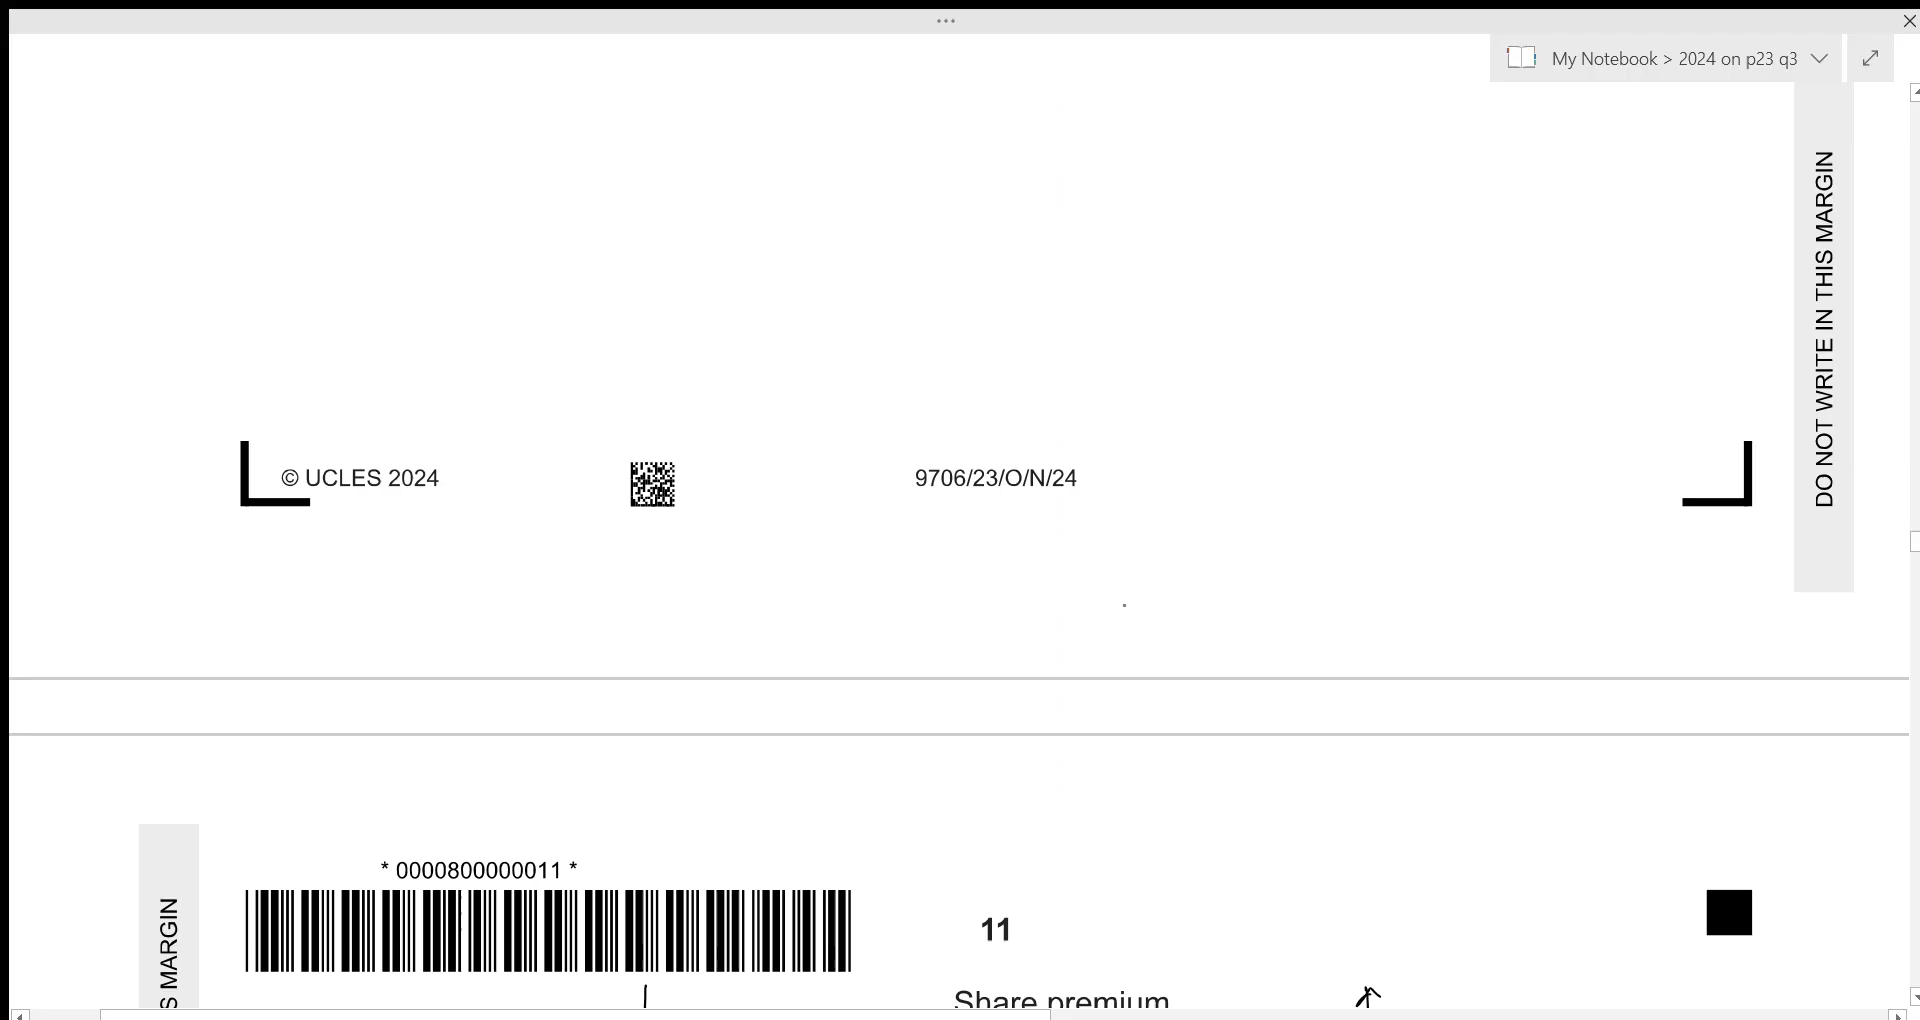 ...
My Notebook > 2024 on p23 q3
DO NOT WRITE IN THIS MARGIN
© UCLES 2024
9706/23/O/N/24
* 0000800000011 *
11
S MARGIN
Share premium